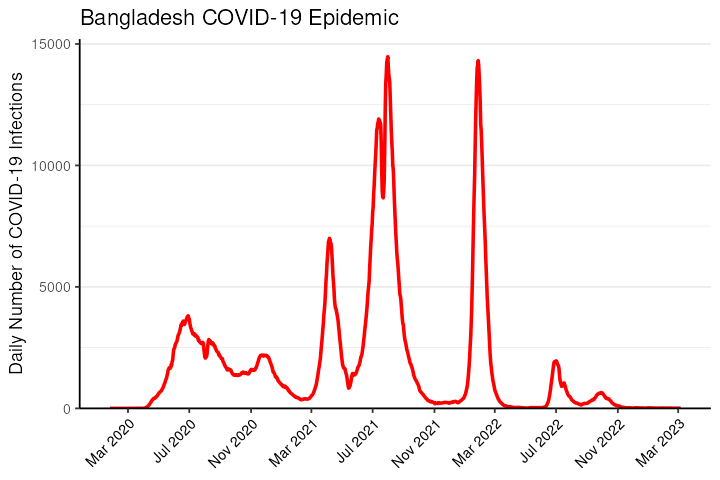 Bangladesh COVID-19 Epidemic
Daily Number of COVID-19 Infections
15000
10000
5000
0
Mar 2020
Jul 2020
Nov 2020
Mar 2021
Jul 2021
Nov 2021
Mar 2022
Jul 2022
Nov 2022
Mar 2023